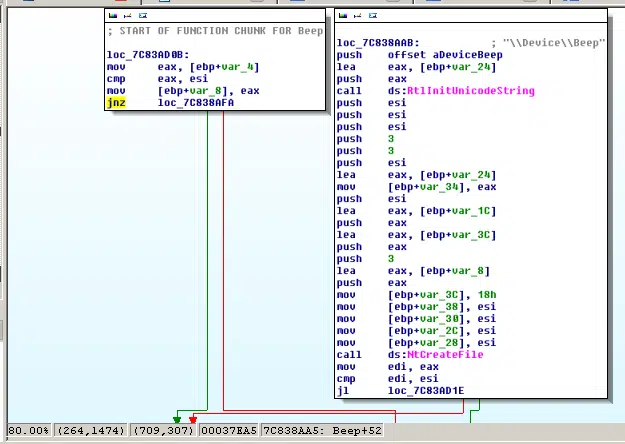 ; START OF FUNCTION CHUNK FOR Beep
loc_7C83AD0B:
mov eax, [ebp+var_4]
cmp eax, esi
mov [ebp+var_8], eax
jnz loc_7C838AFA
loc_7C838AAB: ; "\\Device\\Beep"
push offset aDeviceBeep
lea eax, [ebp+var_24]
push eax
call ds:RtlInitUnicodeString
push esi
push esi
push esi
push 3
push 3
push esi
lea eax, [ebp+var_24]
mov [ebp+var_34], eax
push esi
lea eax, [ebp+var_1C]
push eax
lea eax, [ebp+var_3C]
push eax
push 3
lea eax, [ebp+var_8]
push eax
mov [ebp+var_3C], 18h
mov [ebp+var_38], esi
mov [ebp+var_30], esi
mov [ebp+var_2C], esi
mov [ebp+var_28], esi
call ds:NtCreateFile
mov edi, eax
cmp edi, esi
jl loc_7C83AD1E
80.00% (264,1474) (709,307) 00037EA5 7C838AA5: Beep+52